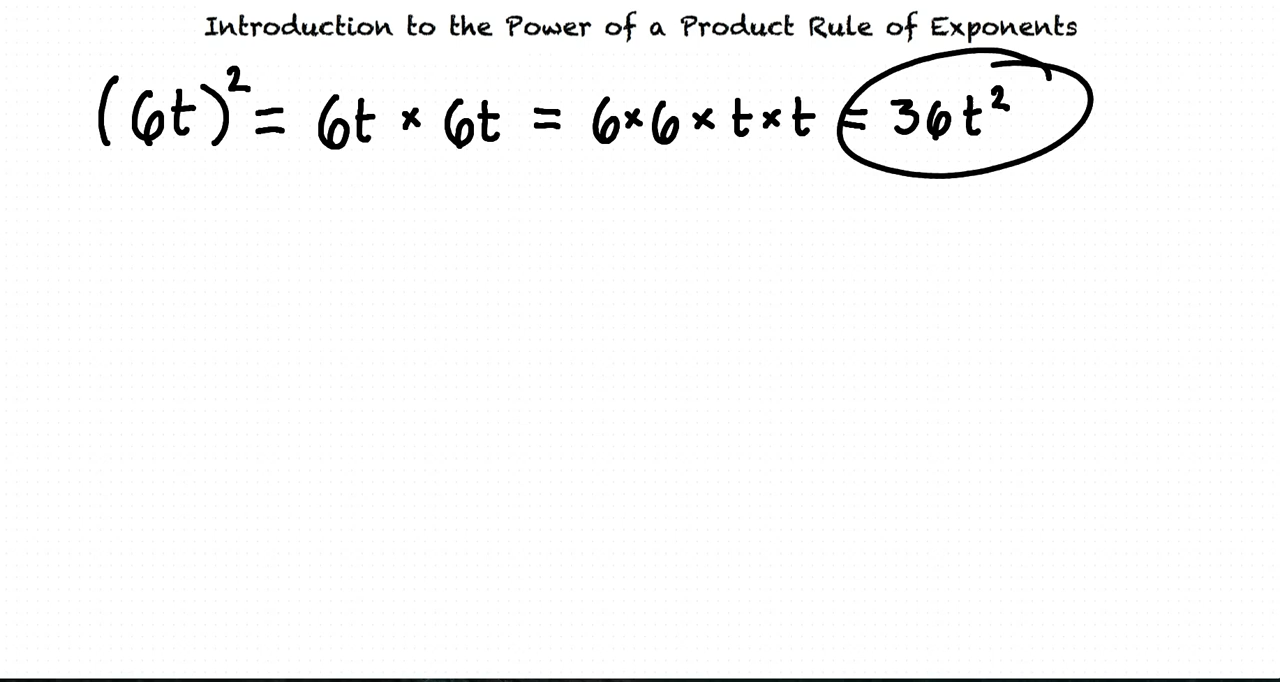 Introduction to the Power of a Product Rule of Exponents
(6t)² = 6t × 6t = 6×6 × t×t = 36t²